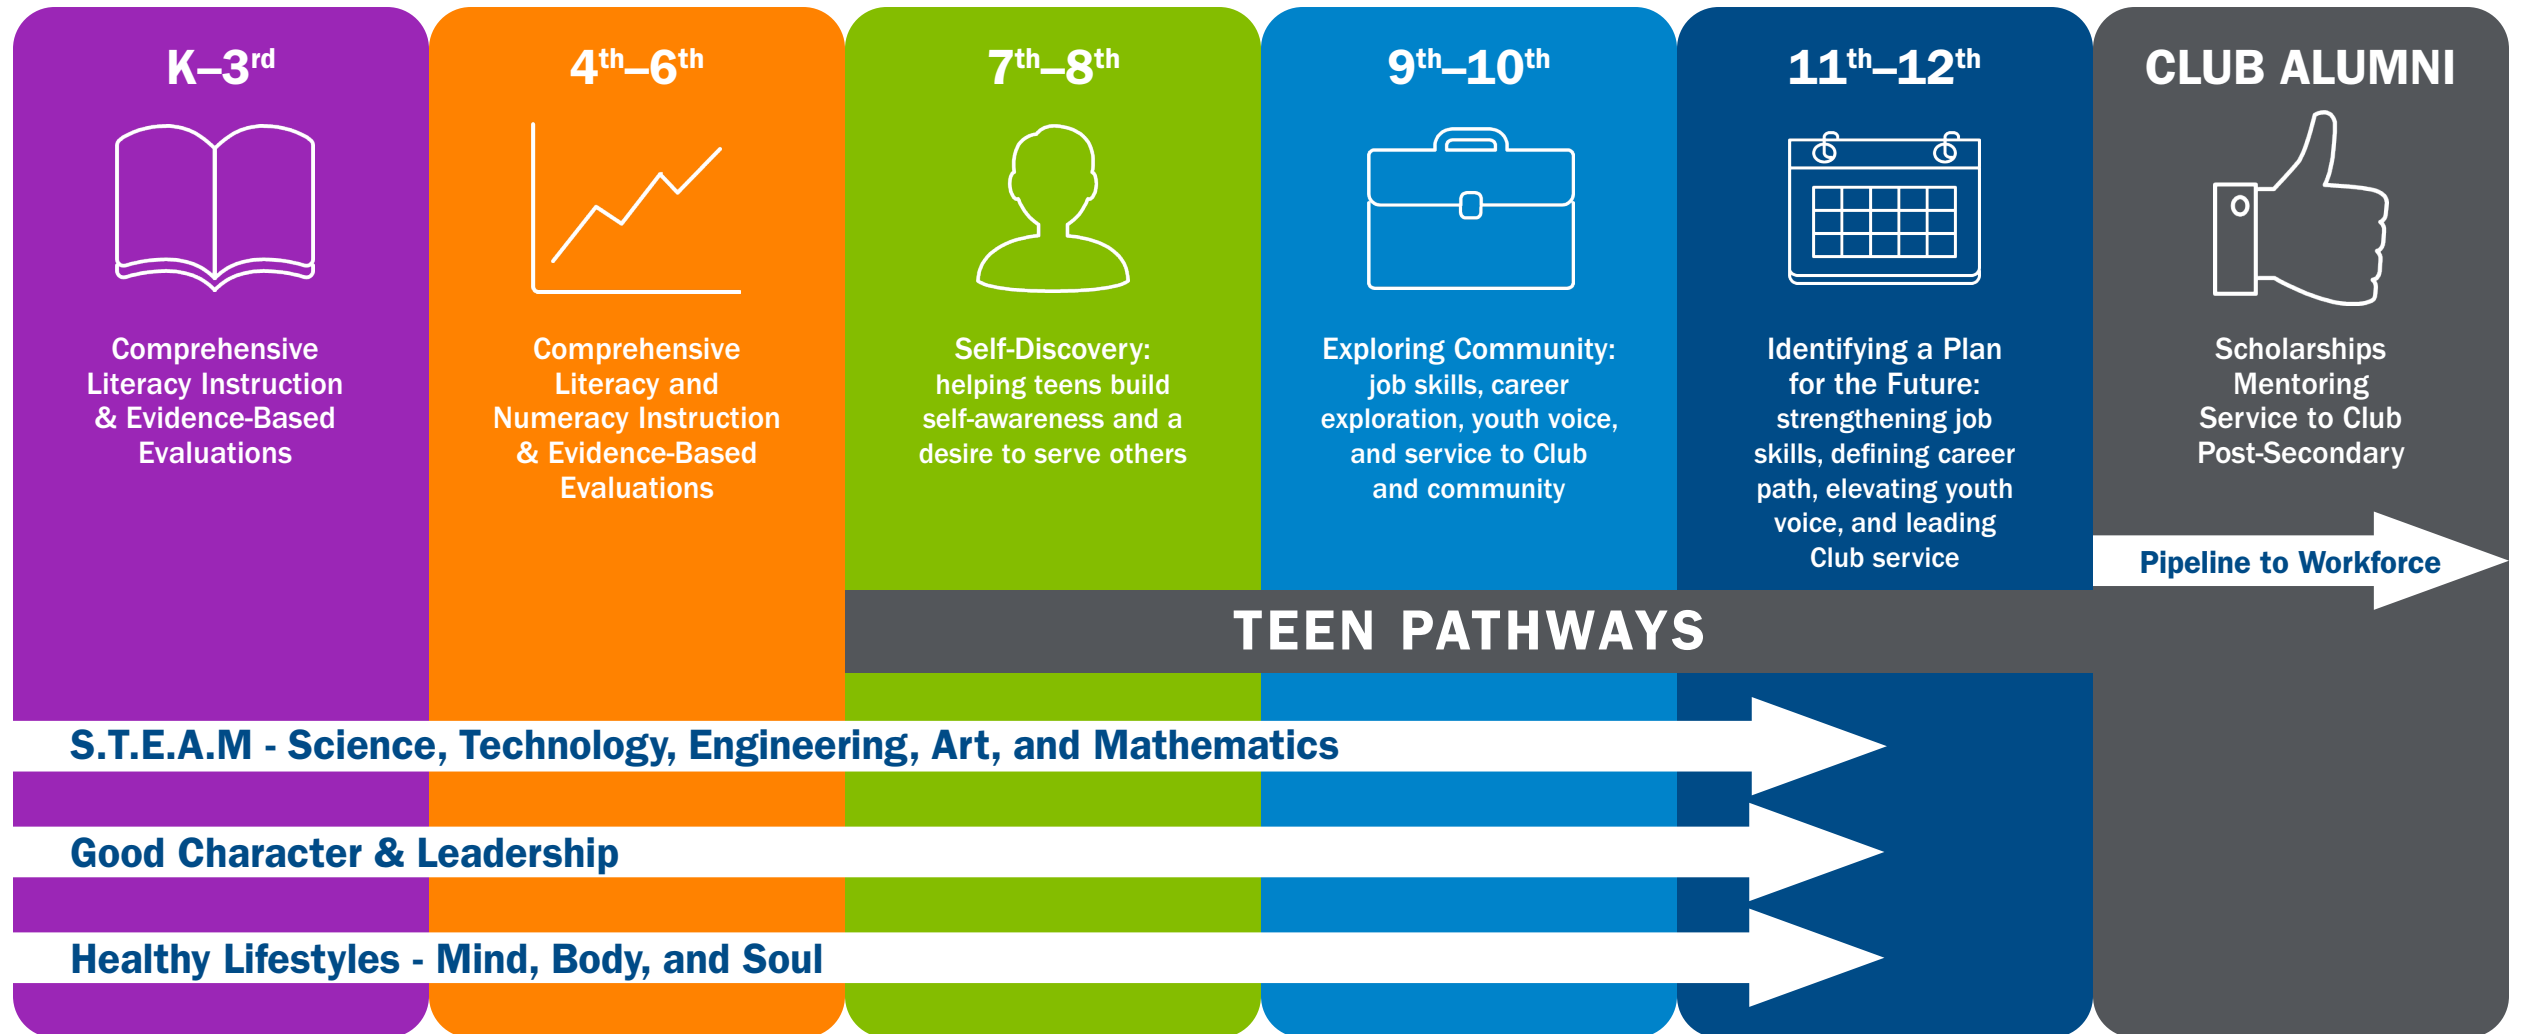 K–3rd
Comprehensive
Literacy Instruction
& Evidence-Based
Evaluations
4th–6th
Comprehensive
Literacy and
Numeracy Instruction
& Evidence-Based
Evaluations
7th–8th
Self-Discovery:
helping teens build
self-awareness and a
desire to serve others
9th–10th
Exploring Community:
job skills, career
exploration, youth voice,
and service to Club
and community
11th–12th
Identifying a Plan
for the Future:
strengthening job
skills, defining career
path, elevating youth
voice, and leading
Club service
CLUB ALUMNI
Scholarships
Mentoring
Service to Club
Post-Secondary
Pipeline to Workforce
TEEN PATHWAYS
S.T.E.A.M - Science, Technology, Engineering, Art, and Mathematics
Good Character & Leadership
Healthy Lifestyles - Mind, Body, and Soul